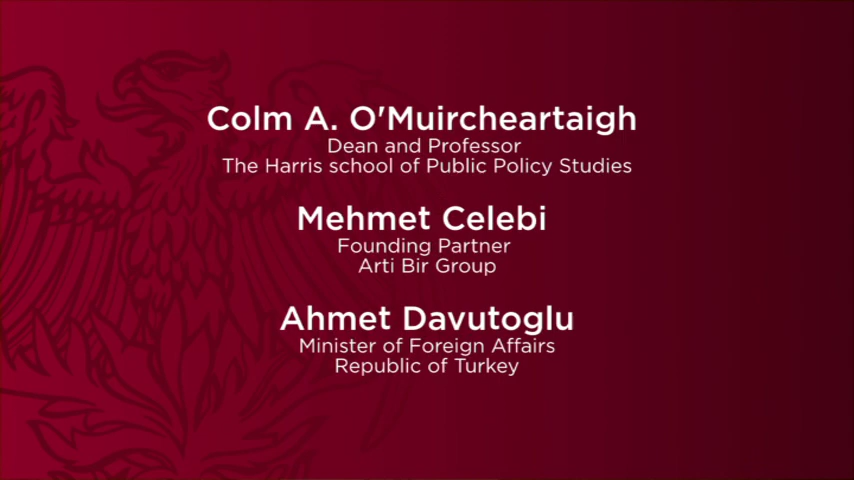 Colm A. O'Muircheartaigh
Dean and Professor
The Harris school of Public Policy Studies
Mehmet Celebi
Founding Partner
Arti Bir Group
Ahmet Davutoglu
Minister of Foreign Affairs
Republic of Turkey